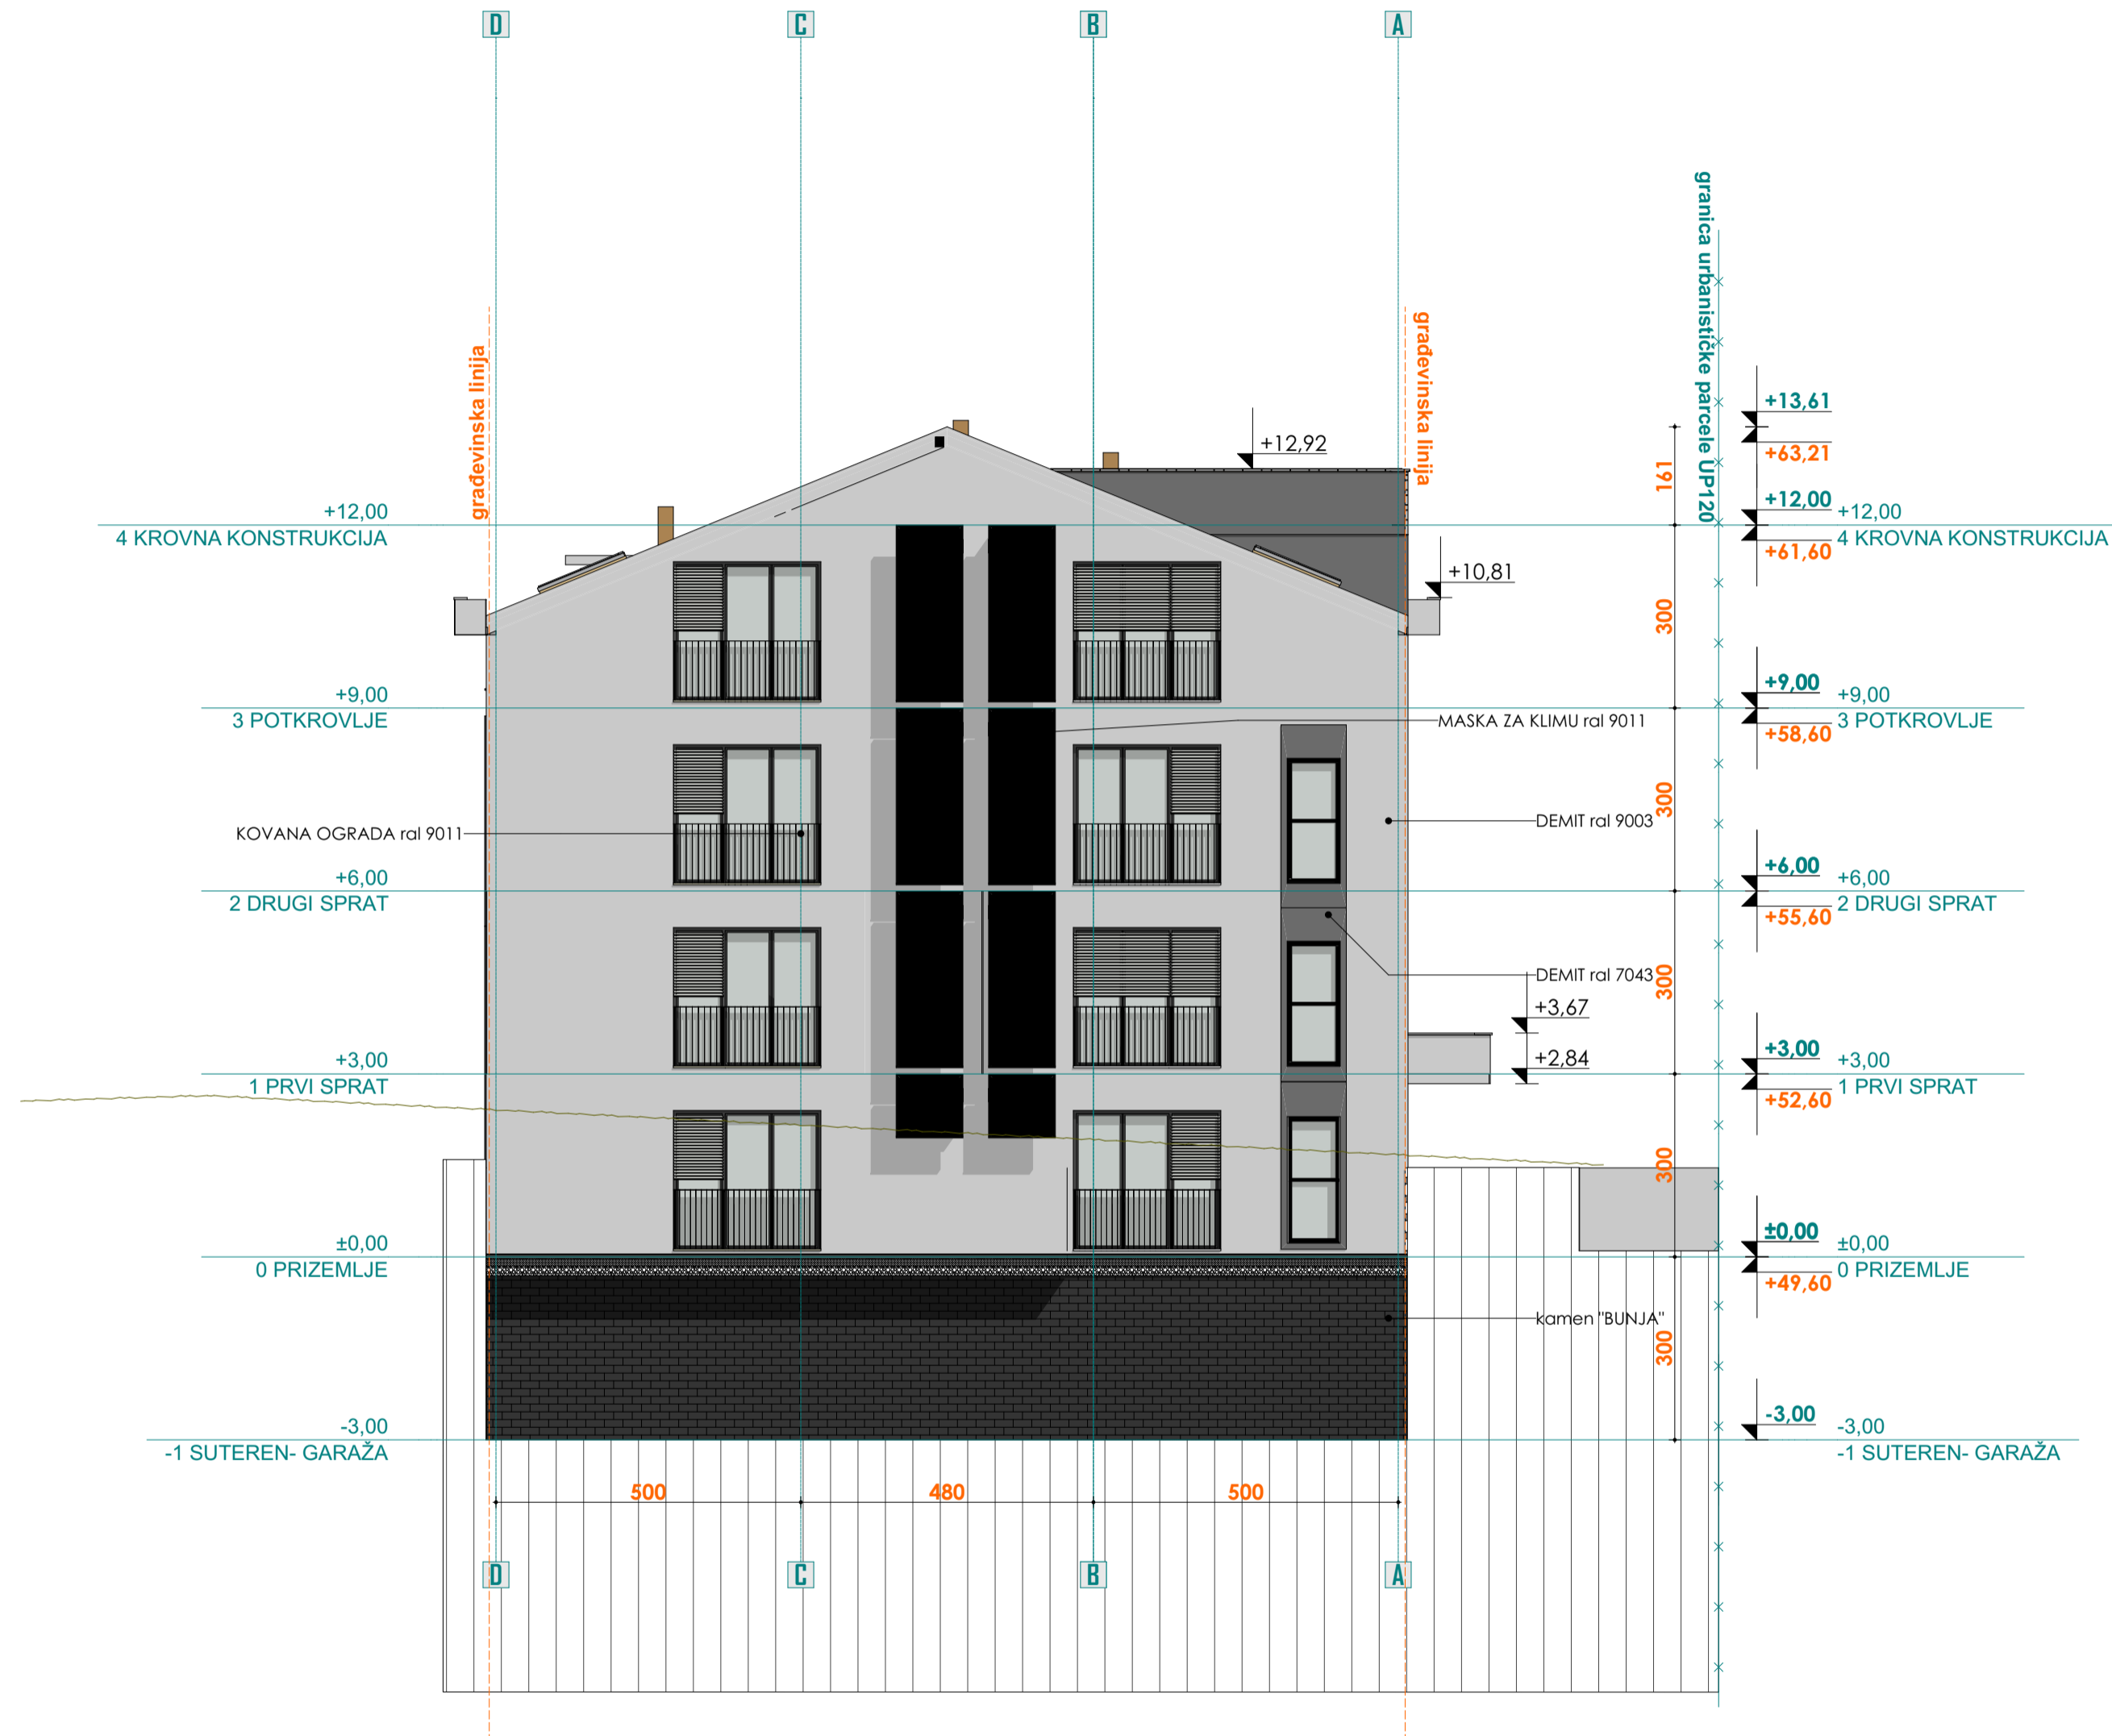 D
C
B
A
granica urbanističke parcele UP120
građevinska linija
građevinska linija
+13,61
+63,21
161
+12,92
+12,00
4 KROVNA KONSTRUKCIJA
+12,00
+61,60
+12,00
4 KROVNA KONSTRUKCIJA
+10,81
300
+9,00
3 POTKROVLJE
+9,00
+58,60
+9,00
3 POTKROVLJE
MASKA ZA KLIMU ral 9011
300
KOVANA OGRADA ral 9011
DEMIT ral 9003
+6,00
2 DRUGI SPRAT
+6,00
+55,60
+6,00
2 DRUGI SPRAT
DEMIT ral 7043
300
+3,67
+2,84
+3,00
1 PRVI SPRAT
+3,00
+52,60
+3,00
1 PRVI SPRAT
300
±0,00
0 PRIZEMLJE
±0,00
+49,60
±0,00
0 PRIZEMLJE
kamen "BUNJA"
300
-3,00
-1 SUTEREN- GARAŽA
-3,00
-3,00
-1 SUTEREN- GARAŽA
500
480
500
D
C
B
A